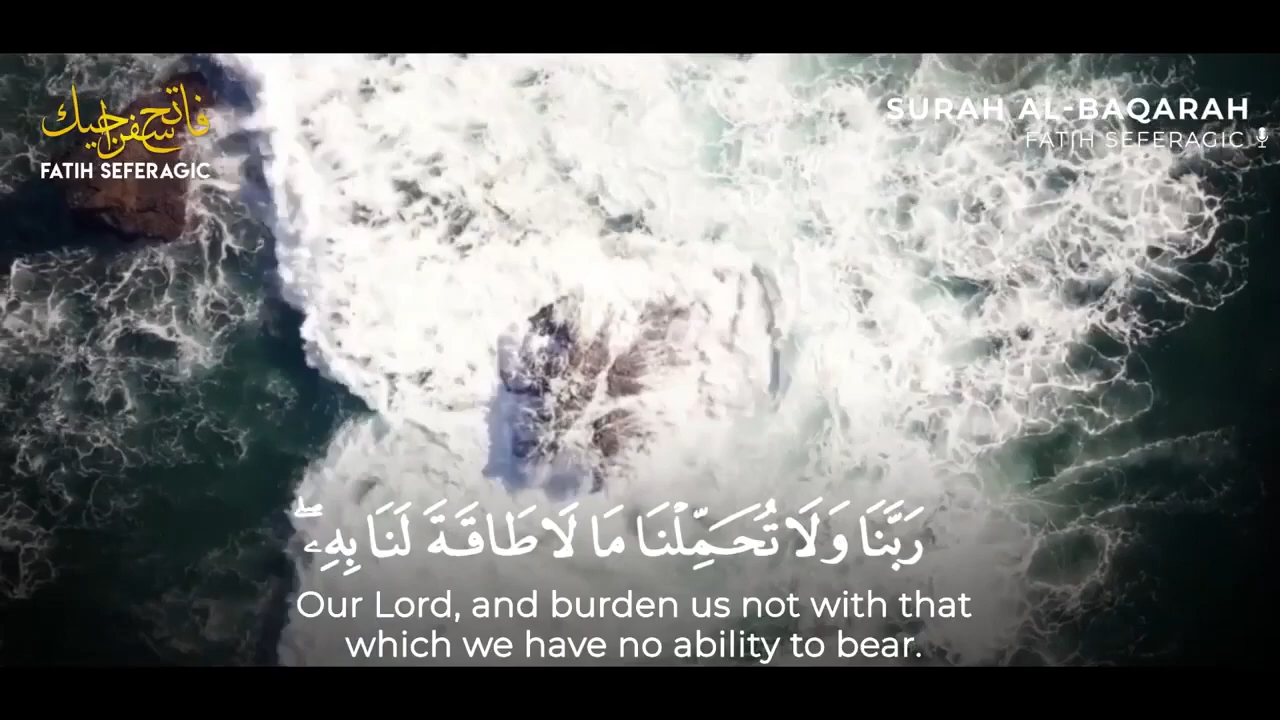 فاتح سفراجيك
FATIH SEFERAGIC
SURAH AL-BAQARAH
FATIH SEFERAGIC
رَبَّنَا وَلَا تُحَمِّلْنَا مَا لَا طَاقَةَ لَنَا بِهِۦ ۖ
Our Lord, and burden us not with that
which we have no ability to bear.